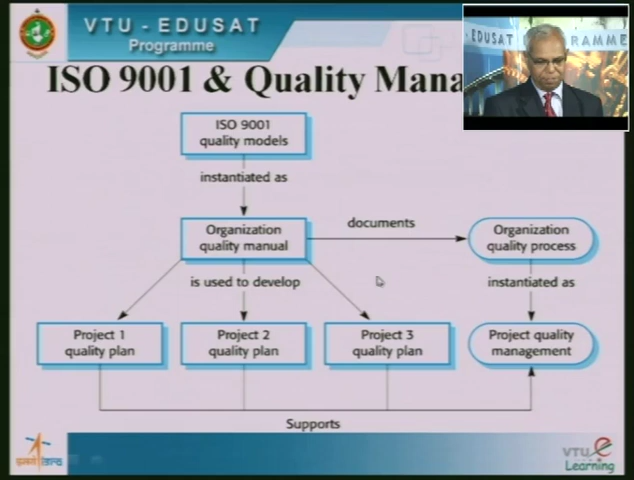 VTU - EDUSAT
Programme
- EDUSAT PROGRAMME
ISO 9001 & Quality Mana
ISO 9001
quality models
instantiated as
Organization
quality manual
documents
Organization
quality process
is used to develop
instantiated as
Project 1
quality plan
Project 2
quality plan
Project 3
quality plan
Project quality
management
Supports
VTU
e
Learning